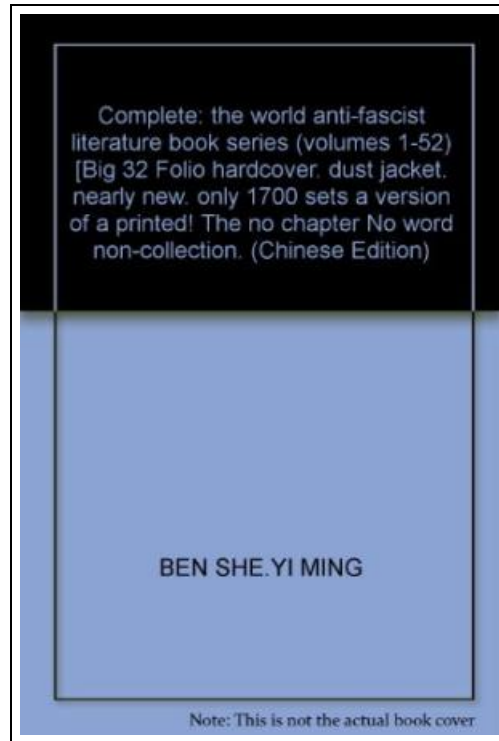 Complete: the world anti-fascist
literature book series (volumes 1-52)
[Big 32 Folio hardcover. dust jacket.
nearly new. only 1700 sets a version
of a printed! The no chapter No word
non-collection. (Chinese Edition)
BEN SHE.YI MING
Note: This is not the actual book cover